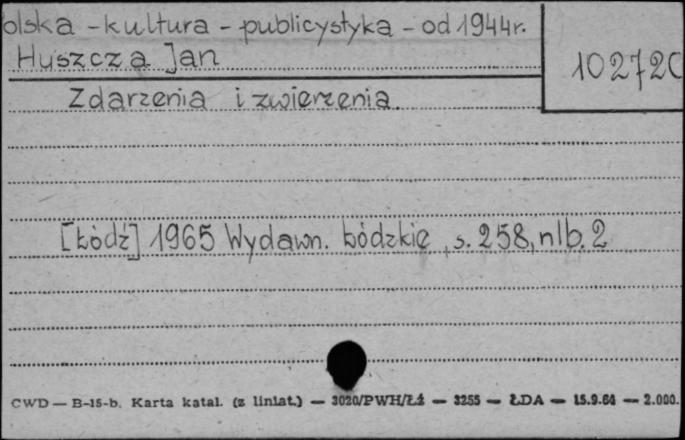 olska - kultura - publicystyka - od 1944r.
Huszcza Jan
102720
Zdarzenia i zwierzenia.
[Łódź] 1965 Wydawn. Łódzkie, s. 258, nlb. 2
CWD — B-15-b. Karta katal. (z liniat.) — 3020/PWH/Łż — 3255 — ŁDA — 15.9.64 — 2.000.